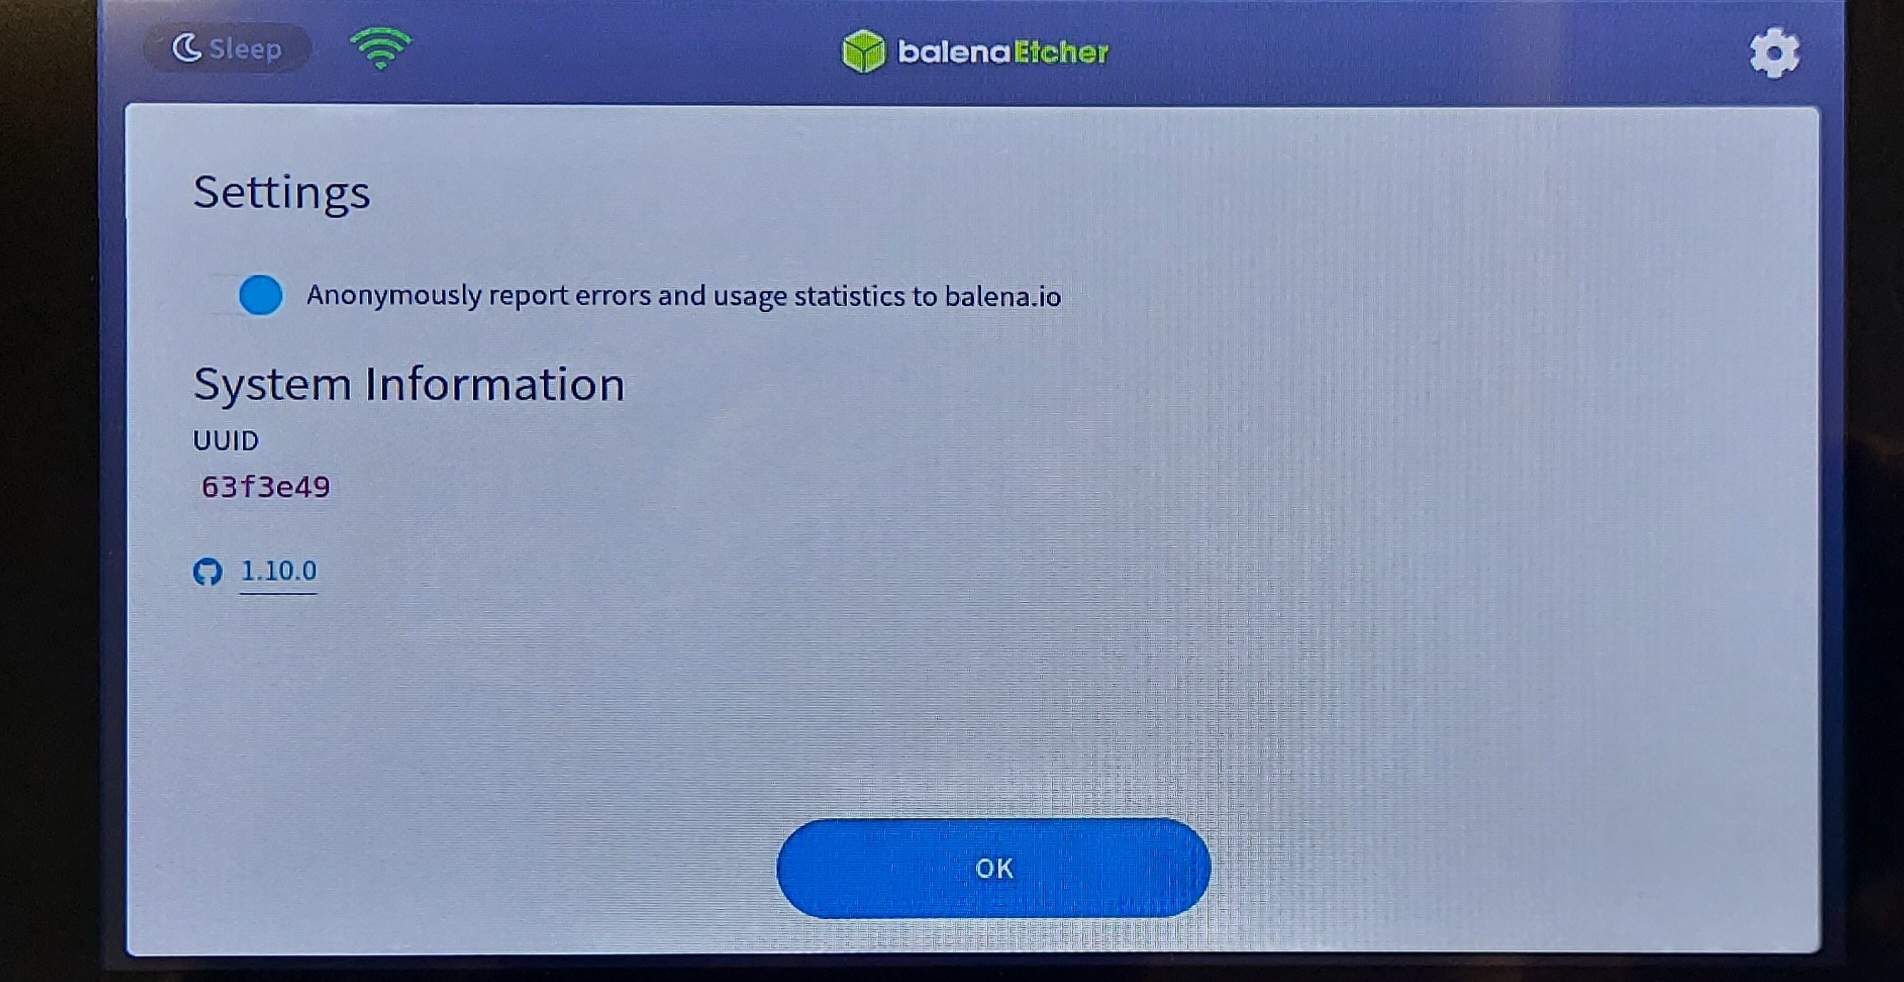 Sleep
balenaEtcher
Settings
Anonymously report errors and usage statistics to balena.io
System Information
UUID
63f3e49
1.10.0
OK